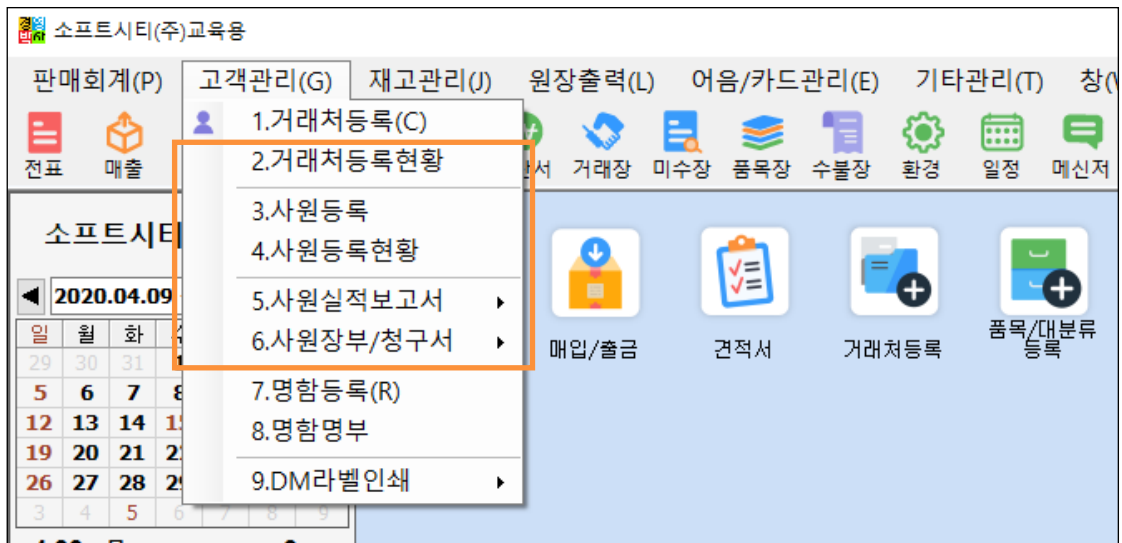 소프트시티(주)교육용
판매회계(P) 고객관리(G) 재고관리(J) 원장출력(L) 어음/카드관리(E) 기타관리(T) 창(
전표 매출 거래장 미수장 품목장 수불장 환경 일정 메신저
1.거래처등록(C)
2.거래처등록현황
3.사원등록
4.사원등록현황
5.사원실적보고서
6.사원장부/청구서
7.명함등록(R)
8.명함명부
9.DM라벨인쇄
소프트시티
2020.04.09
일 월 화
29 30 31 1
5 6 7 8
12 13 14
19 20 21
26 27 28
3 4 5 6 7 8 9
매입/출금 견적서 거래처등록 품목/대분류
등록